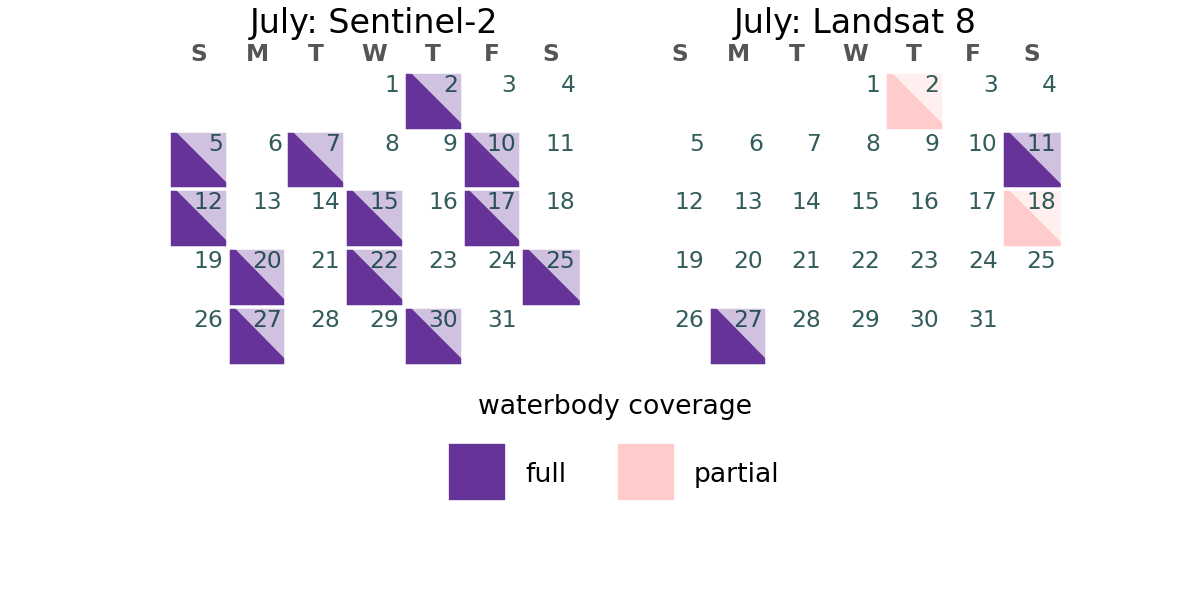 July: Sentinel-2
S M T W T F S
1 2 3 4
5 6 7 8 9 10 11
12 13 14 15 16 17 18
19 20 21 22 23 24 25
26 27 28 29 30 31
July: Landsat 8
S M T W T F S
1 2 3 4
5 6 7 8 9 10 11
12 13 14 15 16 17 18
19 20 21 22 23 24 25
26 27 28 29 30 31
waterbody coverage
full partial